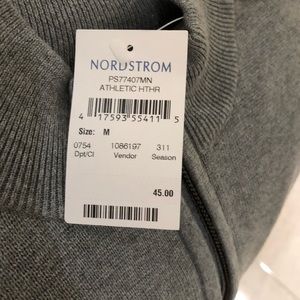 NORDSTROM
PS77407MN
ATHLETIC HTHR
4 17593 55411 5
Size: M
0754 1086197 311
Dpt/Cl Vendor Season
45.00